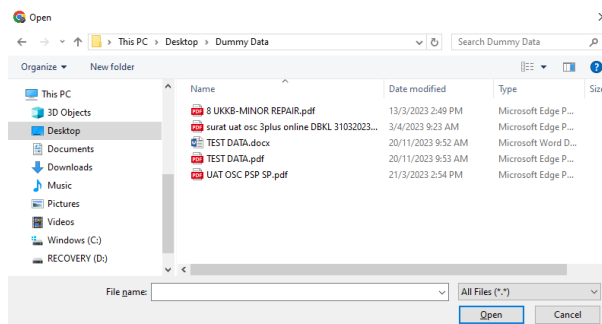 Open
This PC > Desktop > Dummy Data
Search Dummy Data
Organize
New folder
Name Date modified Type Size
This PC
3D Objects
Desktop
Documents
Downloads
Music
Pictures
Videos
Windows (C:)
RECOVERY (D:)
PDF 8 UKKB-MINOR REPAIR.pdf 13/3/2023 2:49 PM Microsoft Edge P...
PDF surat uat osc 3plus online DBKL 31032023... 3/4/2023 9:23 AM Microsoft Edge P...
TEST DATA.docx 20/11/2023 9:52 AM Microsoft Word D...
PDF TEST DATA.pdf 20/11/2023 9:53 AM Microsoft Edge P...
PDF UAT OSC PSP SP.pdf 21/3/2023 2:54 PM Microsoft Edge P...
File name:
All Files (*.*)
Open
Cancel